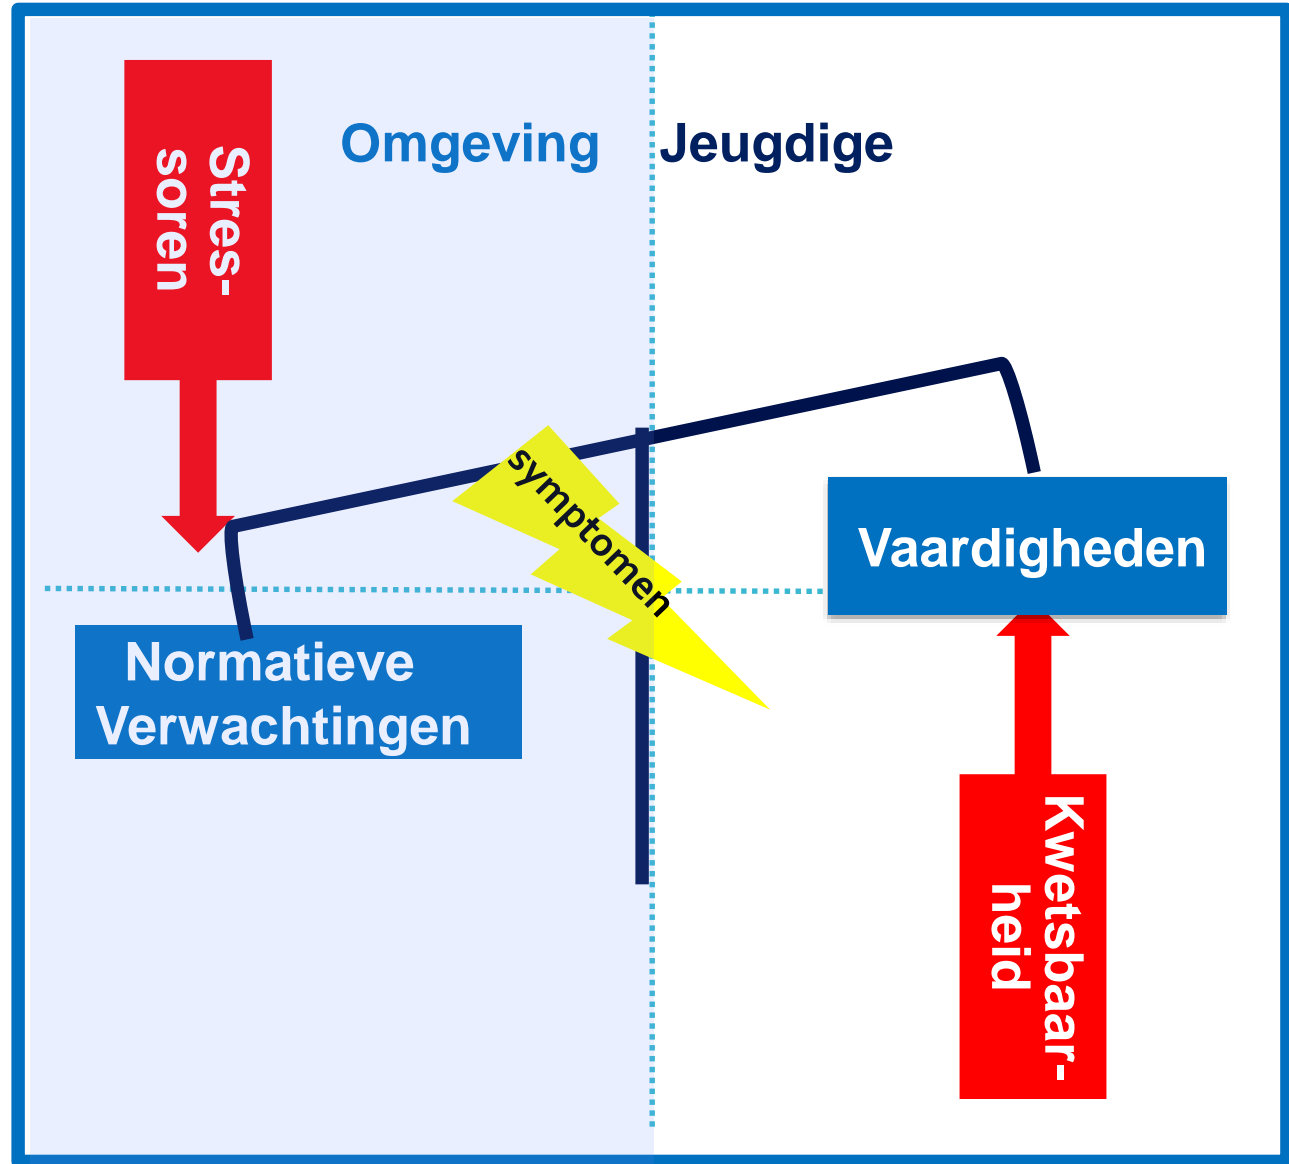 Stres-
soren
Omgeving
Jeugdige
symptomen
Vaardigheden
Normatieve
Verwachtingen
Kwetsbaar-
heid